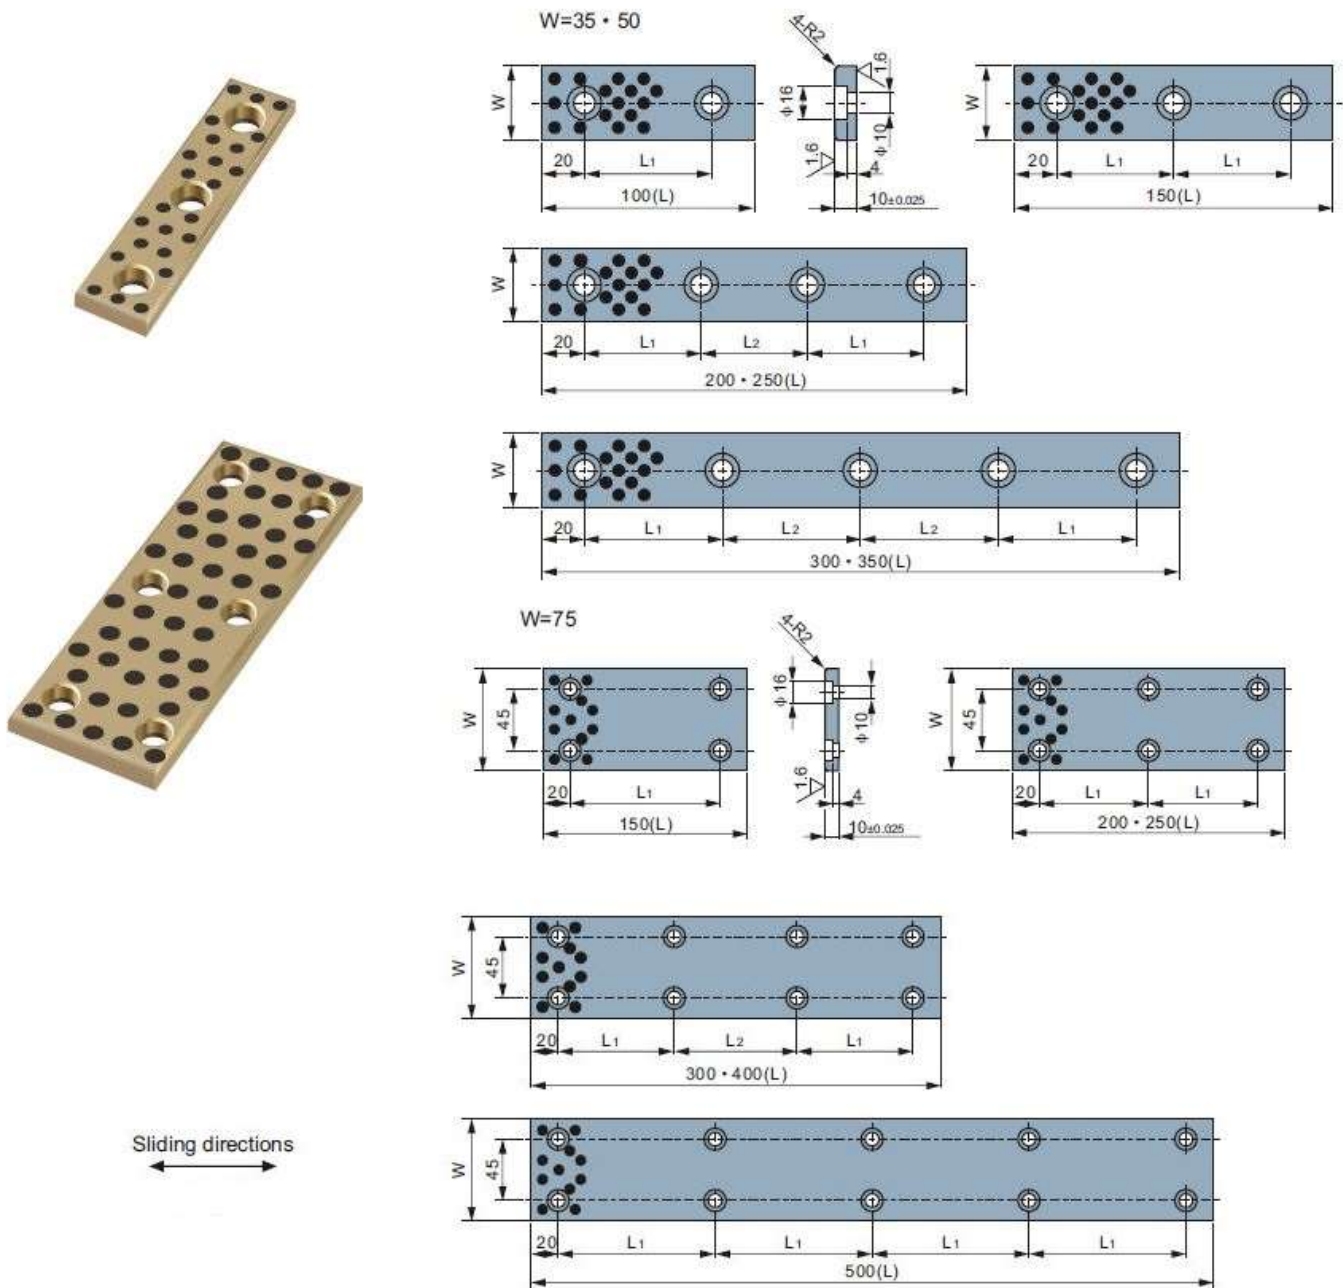 W=35・50
4-R2
1.6
W
ϕ16
ϕ10
1.6
W
20 L1
4
20 L1 L1
100(L)
10±0.025
150(L)
W
20 L1 L2 L1
200・250(L)
W
20 L1 L2 L2 L1
300・350(L)
W=75
4-R2
W
45
ϕ16
ϕ10
W
45
1.6
20 L1
4
20 L1 L1
150(L)
10±0.025
200・250(L)
W
45
20 L1 L2 L1
300・400(L)
Sliding directions
W
45
20 L1 L1 L1 L1
500(L)